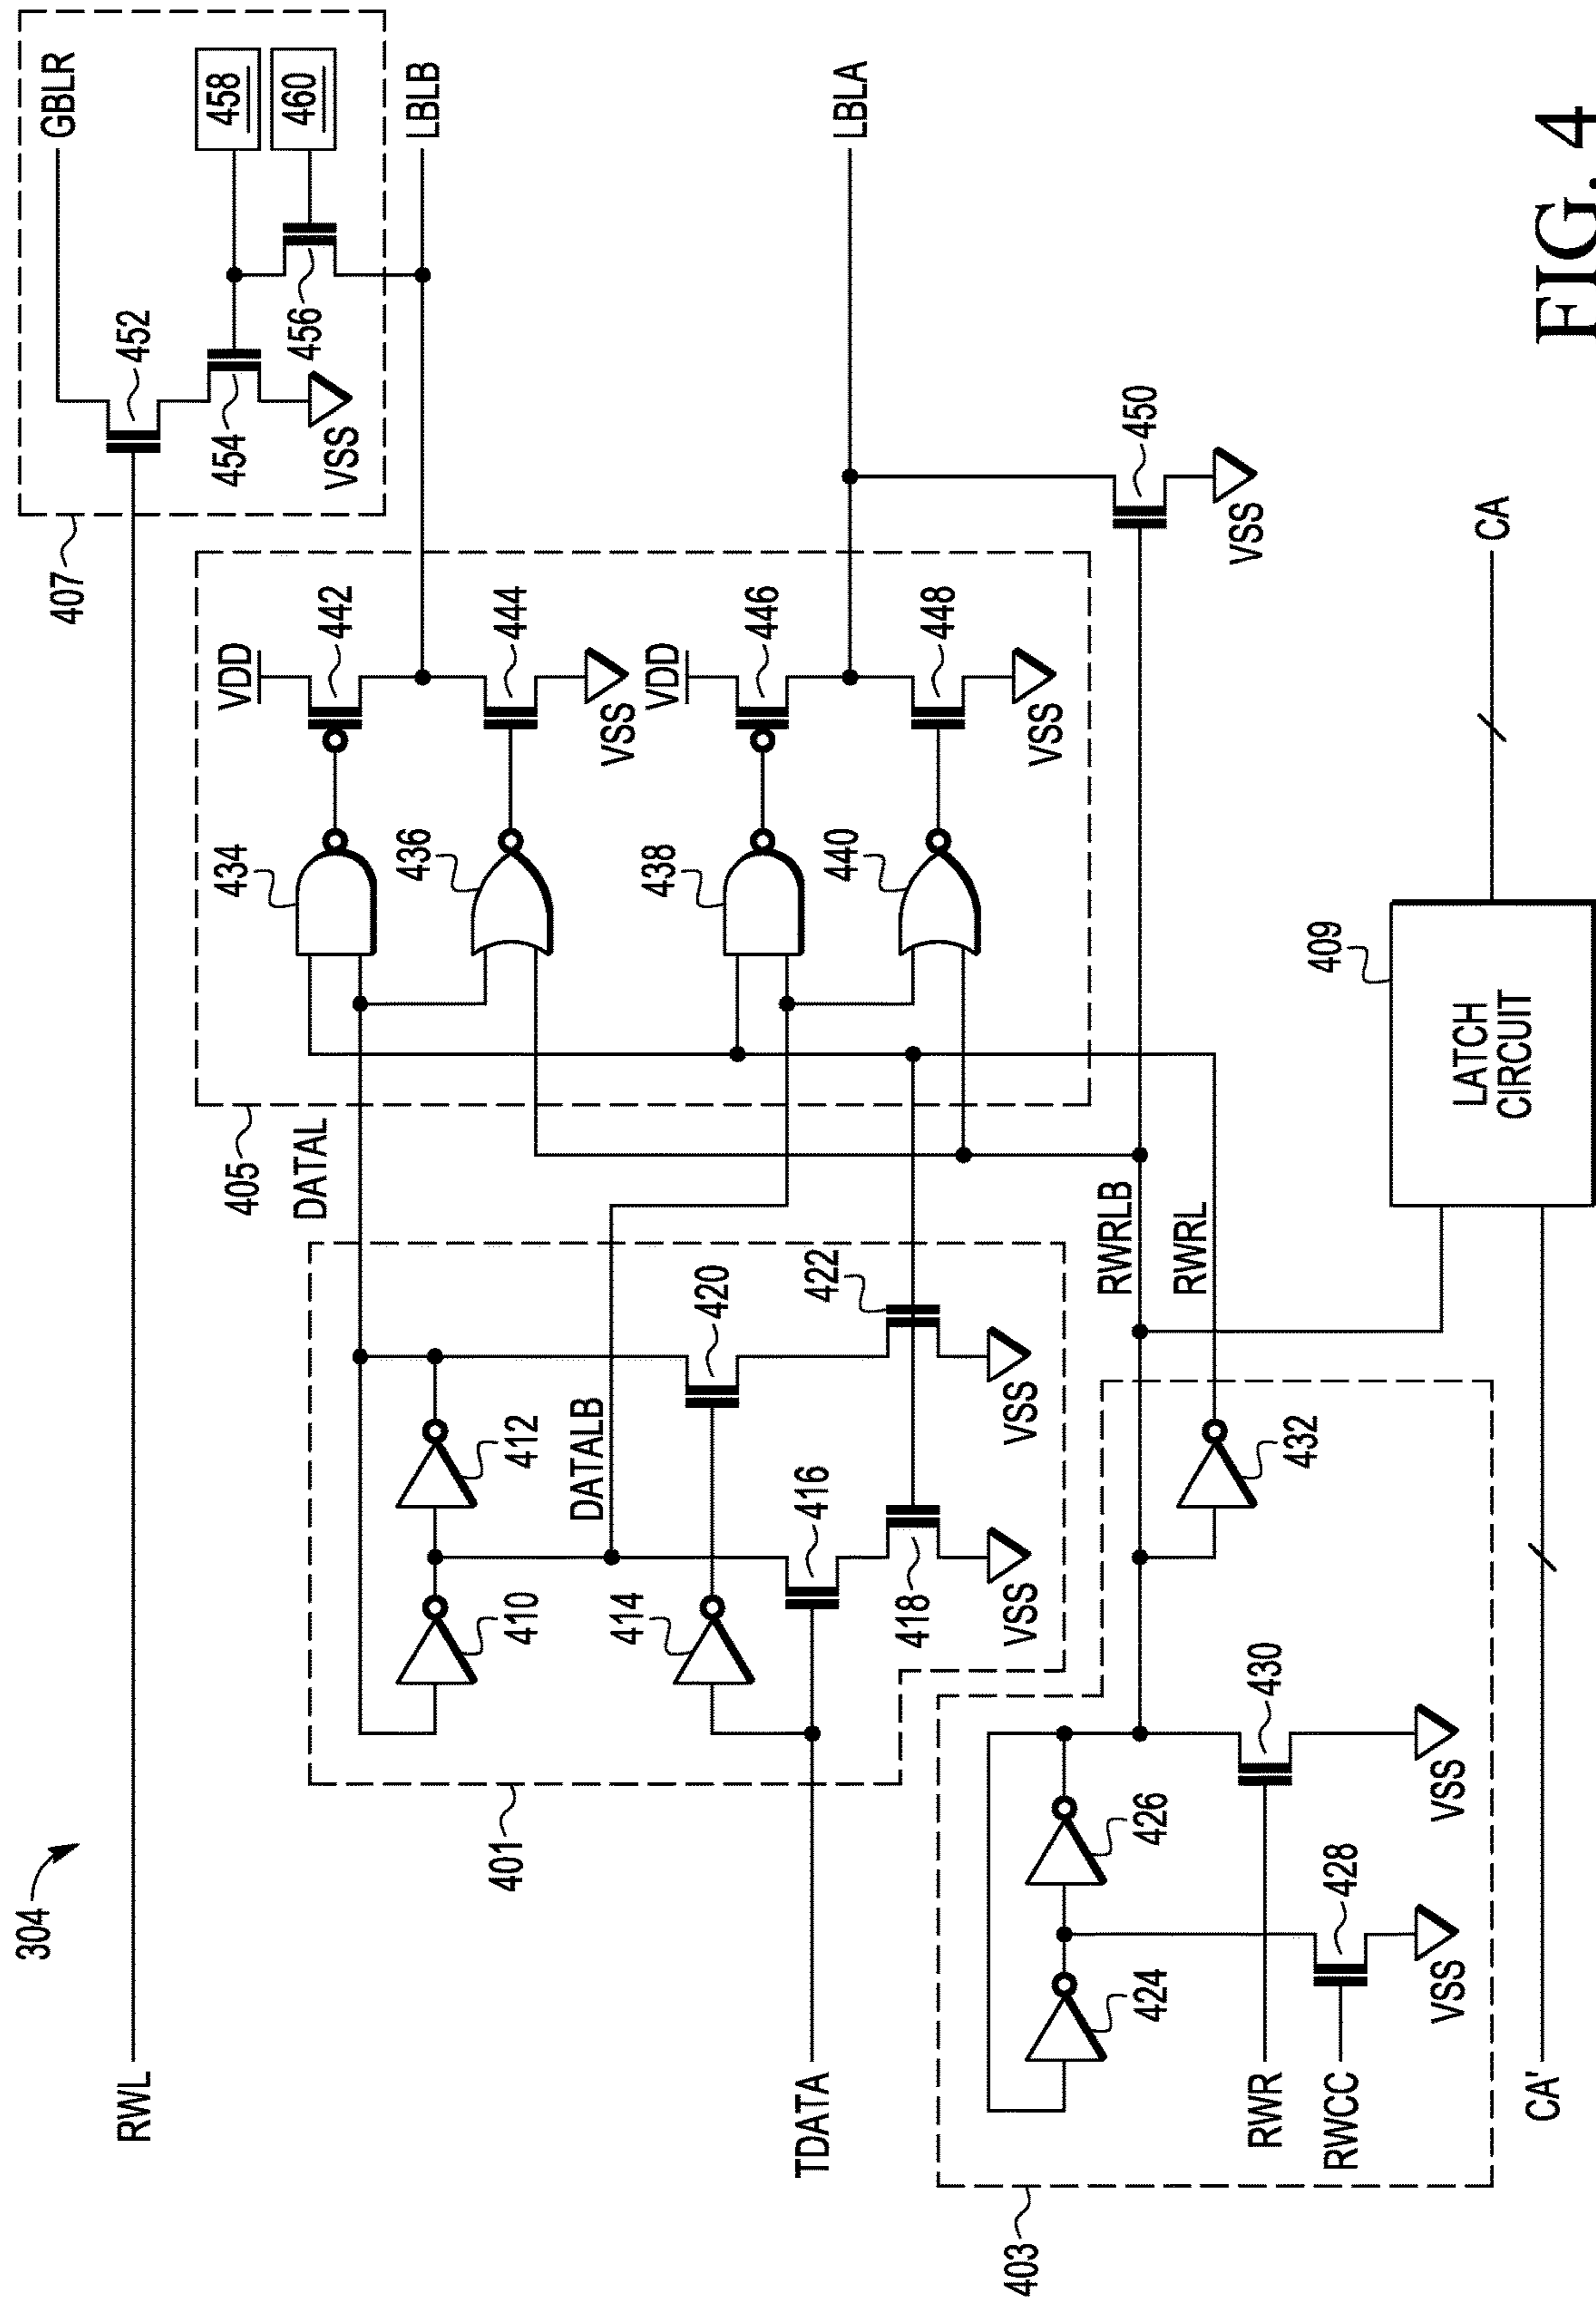 304
RWL
GBLR
452
454
VSS
456
458
460
LBLB
407
405
DATAL
434
436
438
440
VDD
442
444
VSS
VDD
446
448
VSS
LBLA
450
VSS
401
410
412
414
DATALB
416
418
VSS
420
422
VSS
TDATA
RWRLB
RWRL
403
424
426
428
VSS
430
VSS
432
RWR
RWCC
CA'
409
LATCH
CIRCUIT
CA
FIG. 4